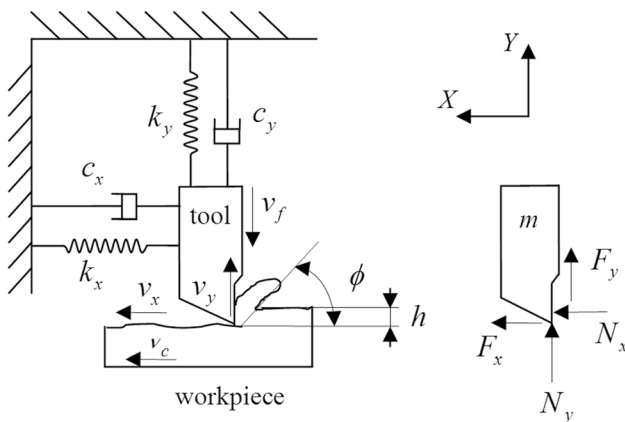 Y
X
k_y
c_y
c_x
tool
v_f
m
k_x
v_x
v_y
ϕ
F_y
h
F_x
N_x
v_c
workpiece
N_y